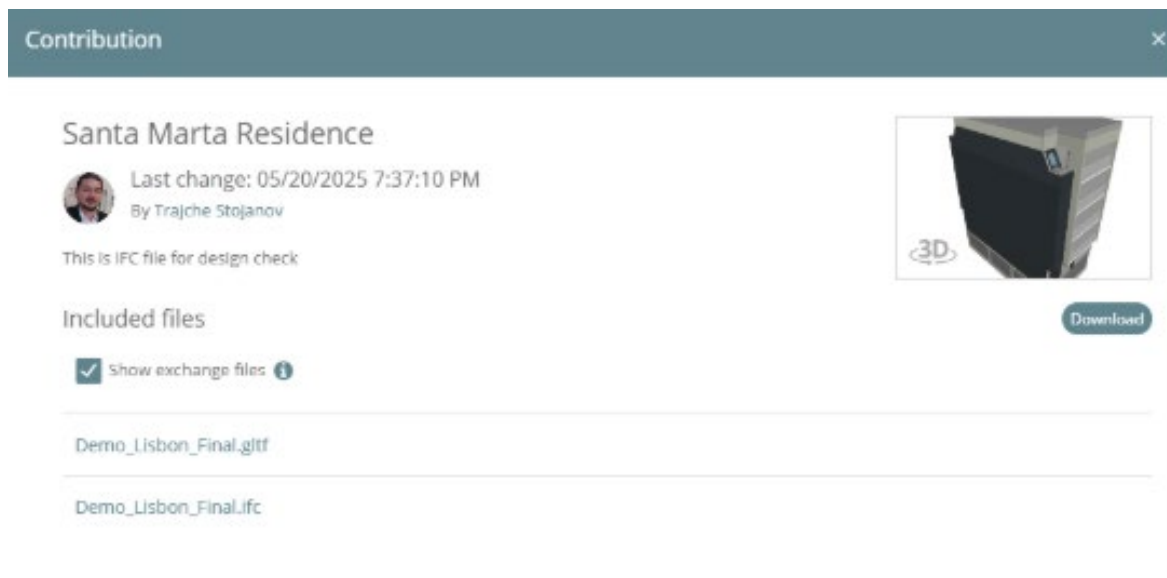 Contribution
×
Santa Marta Residence
Last change: 05/20/2025 7:37:10 PM
By Trajche Stojanov
This is IFC file for design check
3D
Included files
Download
Show exchange files
Demo_Lisbon_Final.gltf
Demo_Lisbon_Final.ifc